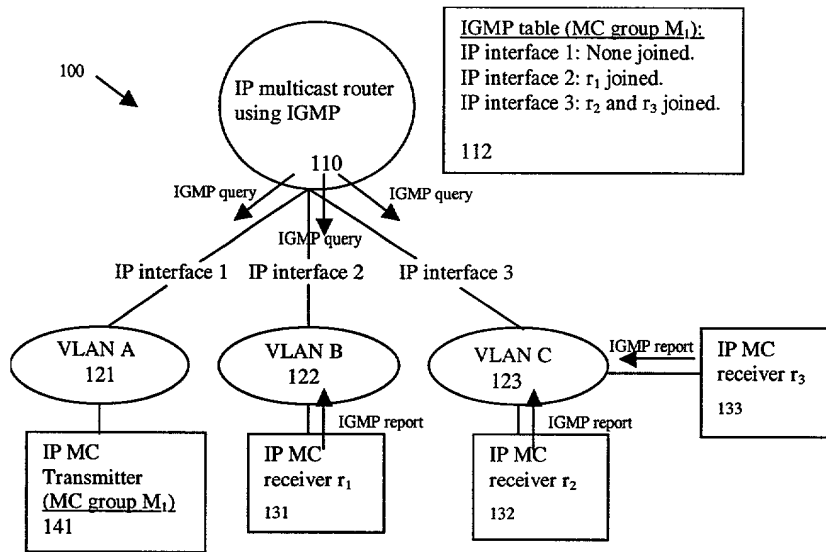 100
IP multicast router
using IGMP
110
IGMP table (MC group M₁):
IP interface 1: None joined.
IP interface 2: r₁ joined.
IP interface 3: r₂ and r₃ joined.
112
IGMP query
IGMP query
IGMP query
IP interface 1
IP interface 2
IP interface 3
VLAN A
121
VLAN B
122
VLAN C
123
IGMP report
IGMP report
IGMP report
IP MC
Transmitter
(MC group M₁)
141
IP MC
receiver r₁
131
IP MC
receiver r₂
132
IP MC
receiver r₃
133